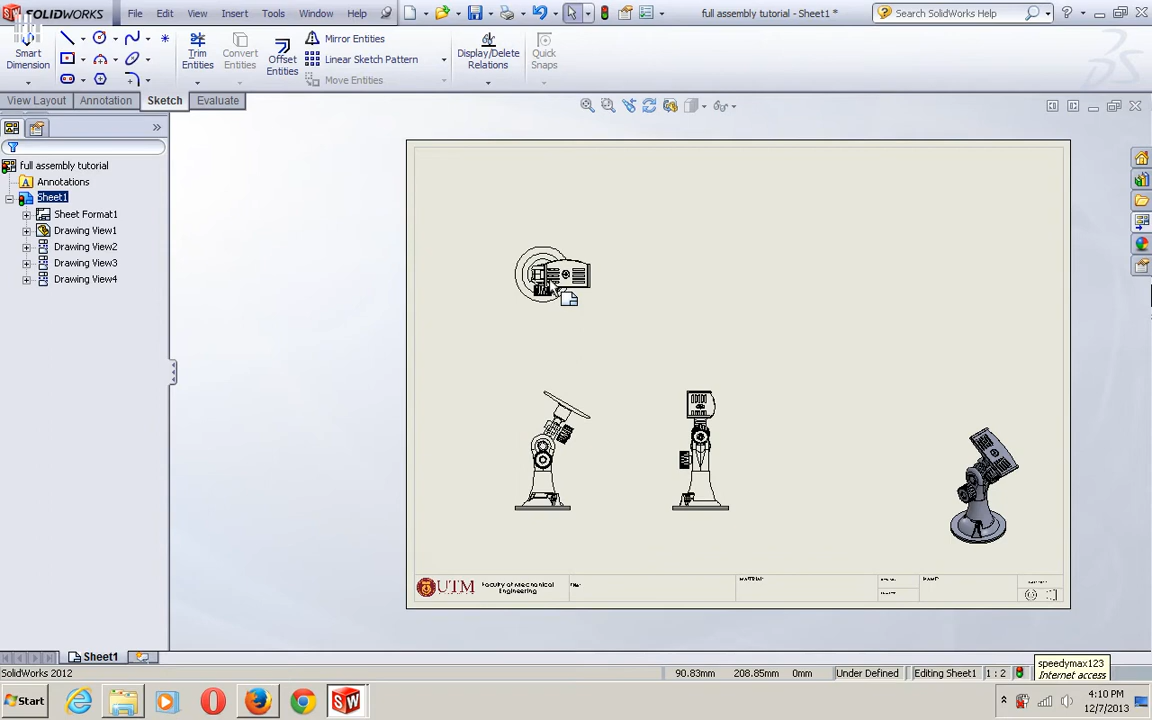 SOLIDWORKS File Edit View Insert Tools Window Help full assembly tutorial - Sheet1 * Search SolidWorks Help
Smart Dimension
Trim Entities
Convert Entities
Offset Entities
Mirror Entities
Linear Sketch Pattern
Move Entities
Display/Delete Relations
Quick Snaps
View Layout Annotation Sketch Evaluate
full assembly tutorial
Annotations
Sheet1
Sheet Format1
Drawing View1
Drawing View2
Drawing View3
Drawing View4
UTM Faculty of Mechanical Engineering
Sheet1
SolidWorks 2012 90.83mm 208.85mm 0mm Under Defined Editing Sheet1 1 : 2
speedymax123
Internet access
Start
4:10 PM
12/7/2013